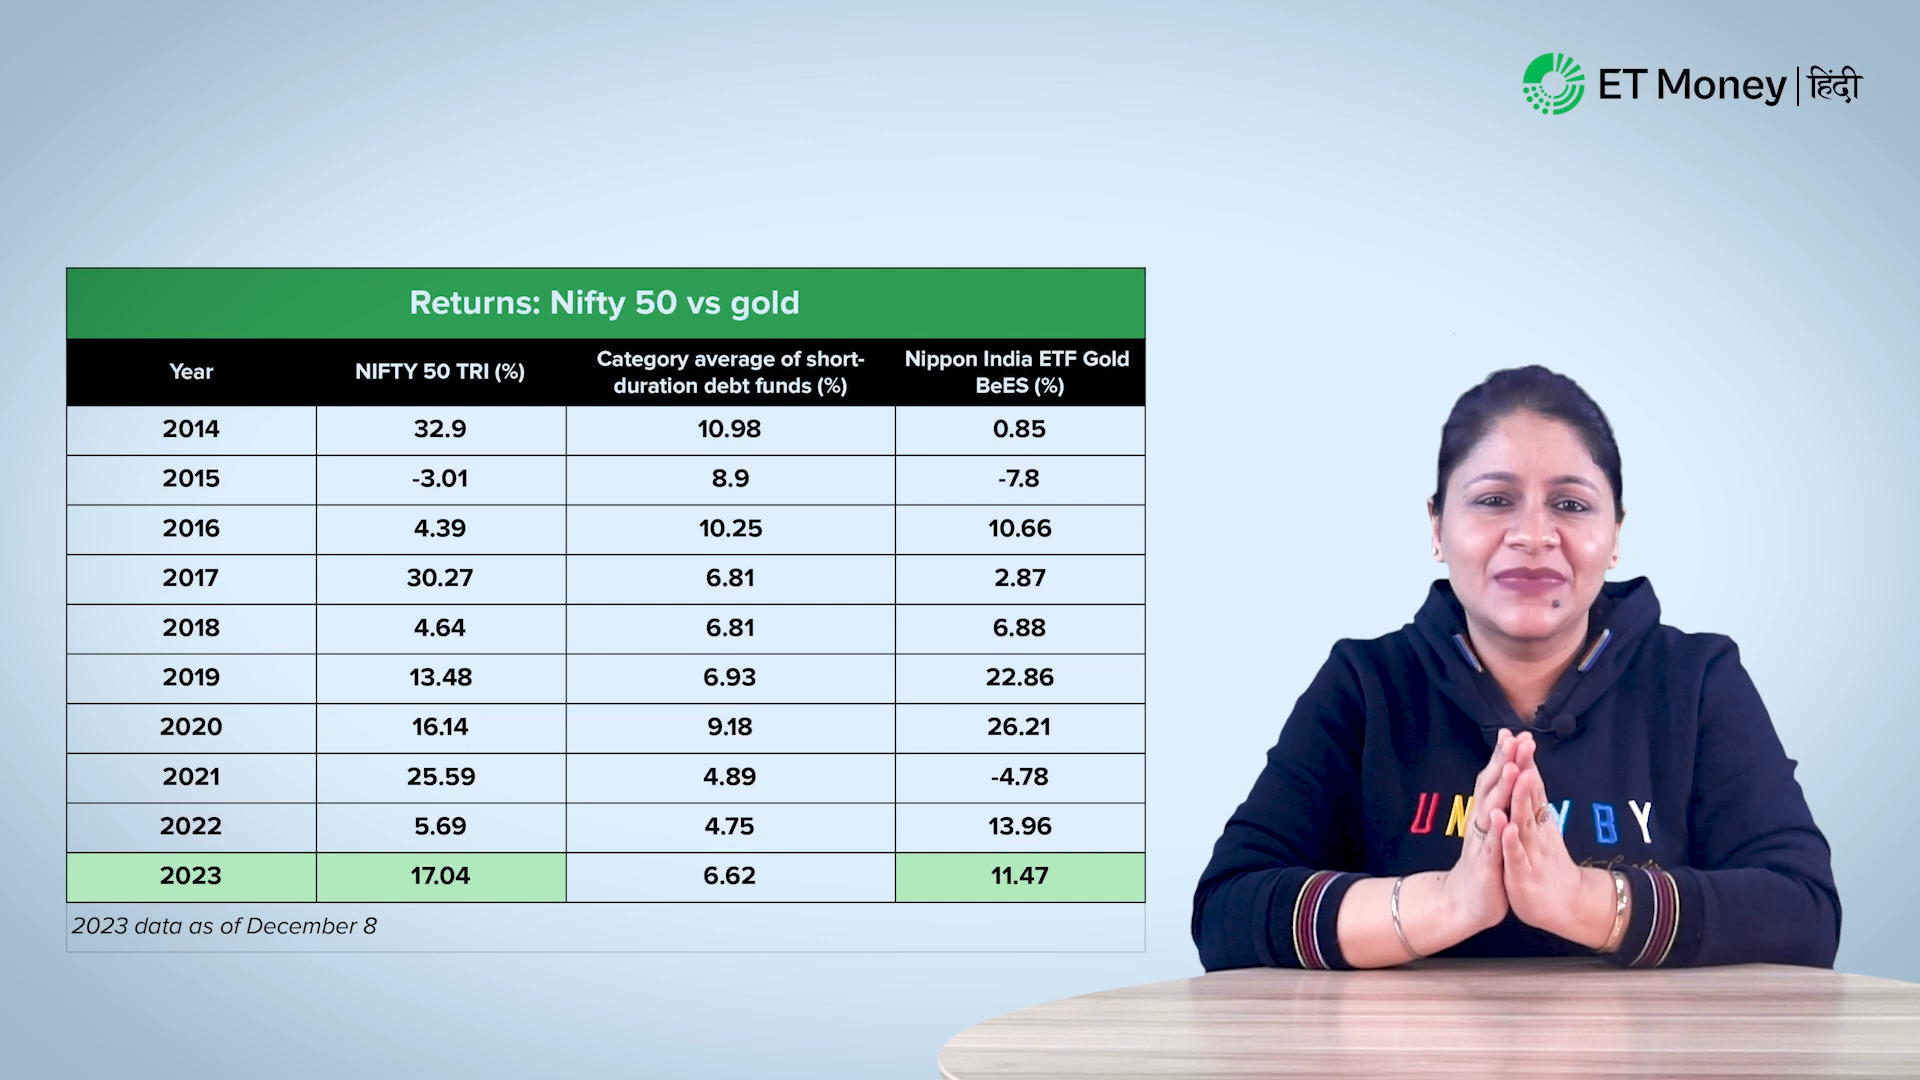 ET Money | हिंदी
Returns: Nifty 50 vs gold
Year NIFTY 50 TRI (%) Category average of short-duration debt funds (%) Nippon India ETF Gold BeES (%)
2014 32.9 10.98 0.85
2015 -3.01 8.9 -7.8
2016 4.39 10.25 10.66
2017 30.27 6.81 2.87
2018 4.64 6.81 6.88
2019 13.48 6.93 22.86
2020 16.14 9.18 26.21
2021 25.59 4.89 -4.78
2022 5.69 4.75 13.96
2023 17.04 6.62 11.47
2023 data as of December 8